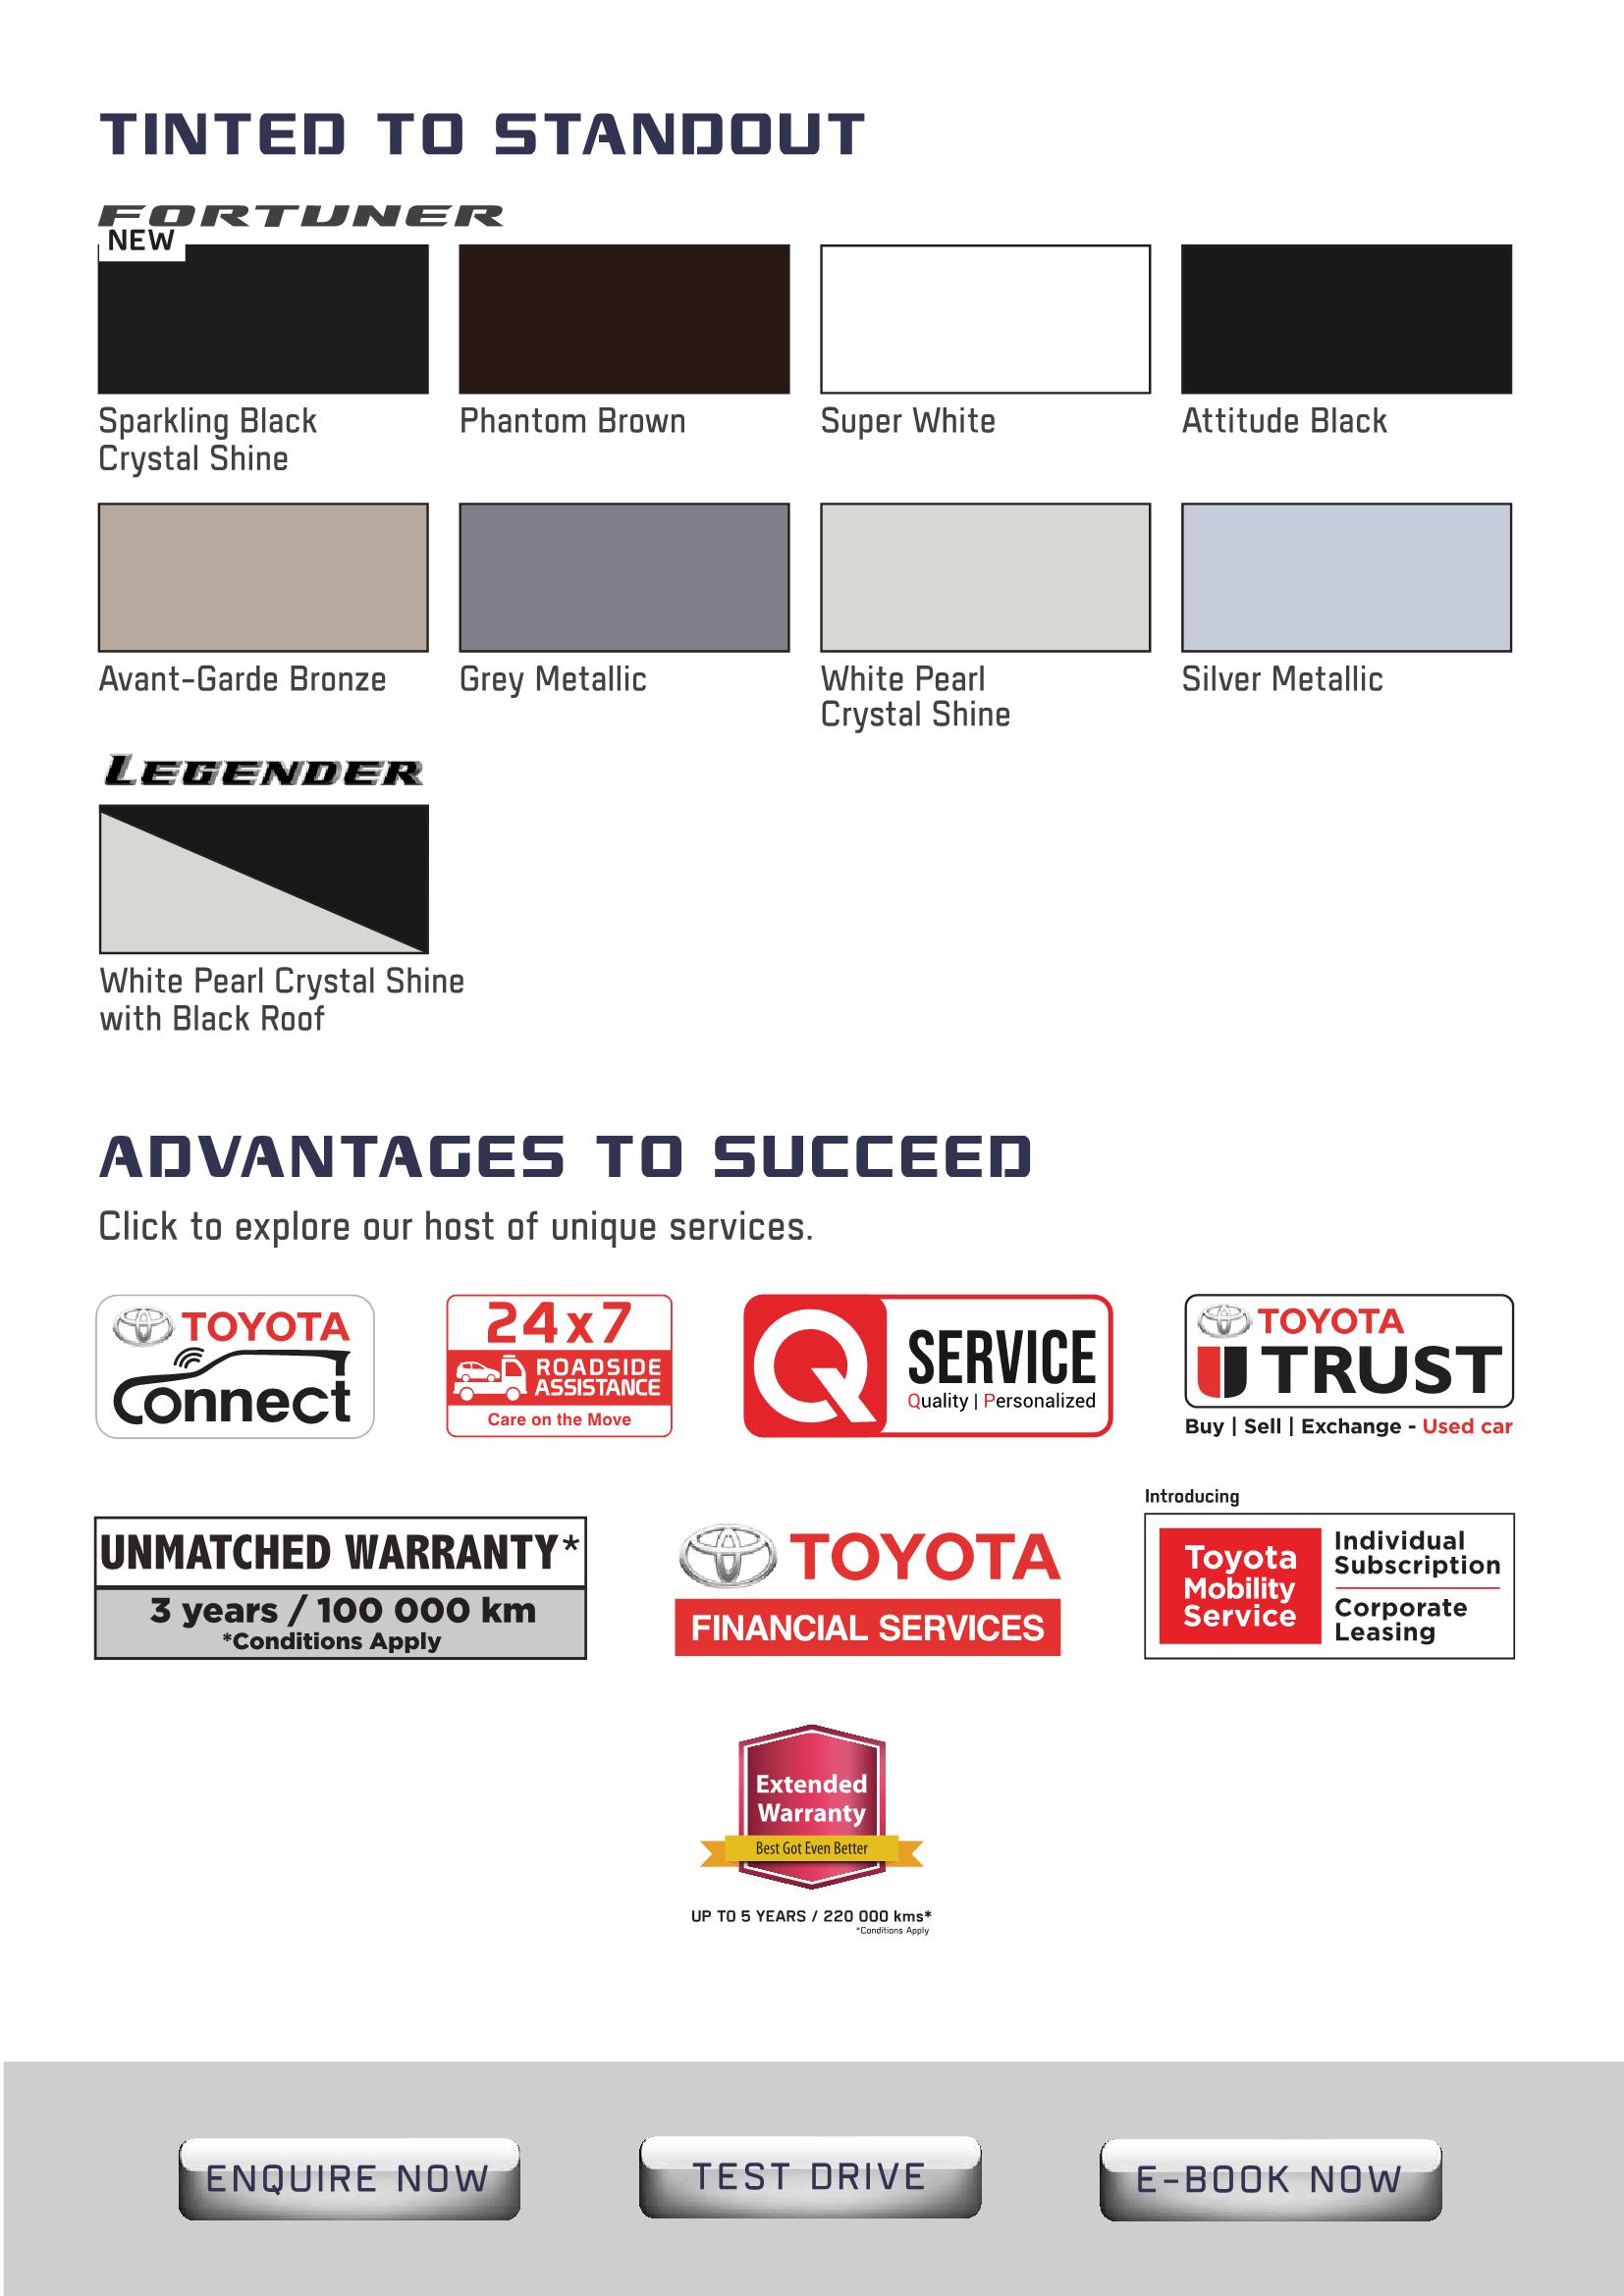 TINTED TO STANDOUT
FORTUNER
NEW
Sparkling Black
Crystal Shine
Phantom Brown
Super White
Attitude Black
Avant-Garde Bronze
Grey Metallic
White Pearl
Crystal Shine
Silver Metallic
LEGENDER
White Pearl Crystal Shine
with Black Roof
ADVANTAGES TO SUCCEED
Click to explore our host of unique services.
TOYOTA
Connect
24x7
ROADSIDE
ASSISTANCE
Care on the Move
Q
SERVICE
Quality | Personalized
TOYOTA
U TRUST
Buy | Sell | Exchange - Used car
UNMATCHED WARRANTY*
3 years / 100 000 km
*Conditions Apply
TOYOTA
FINANCIAL SERVICES
Introducing
Toyota
Mobility
Service
Individual
Subscription
Corporate
Leasing
Extended
Warranty
Best Got Even Better
UP TO 5 YEARS / 220 000 kms*
*Conditions Apply
ENQUIRE NOW
TEST DRIVE
E-BOOK NOW